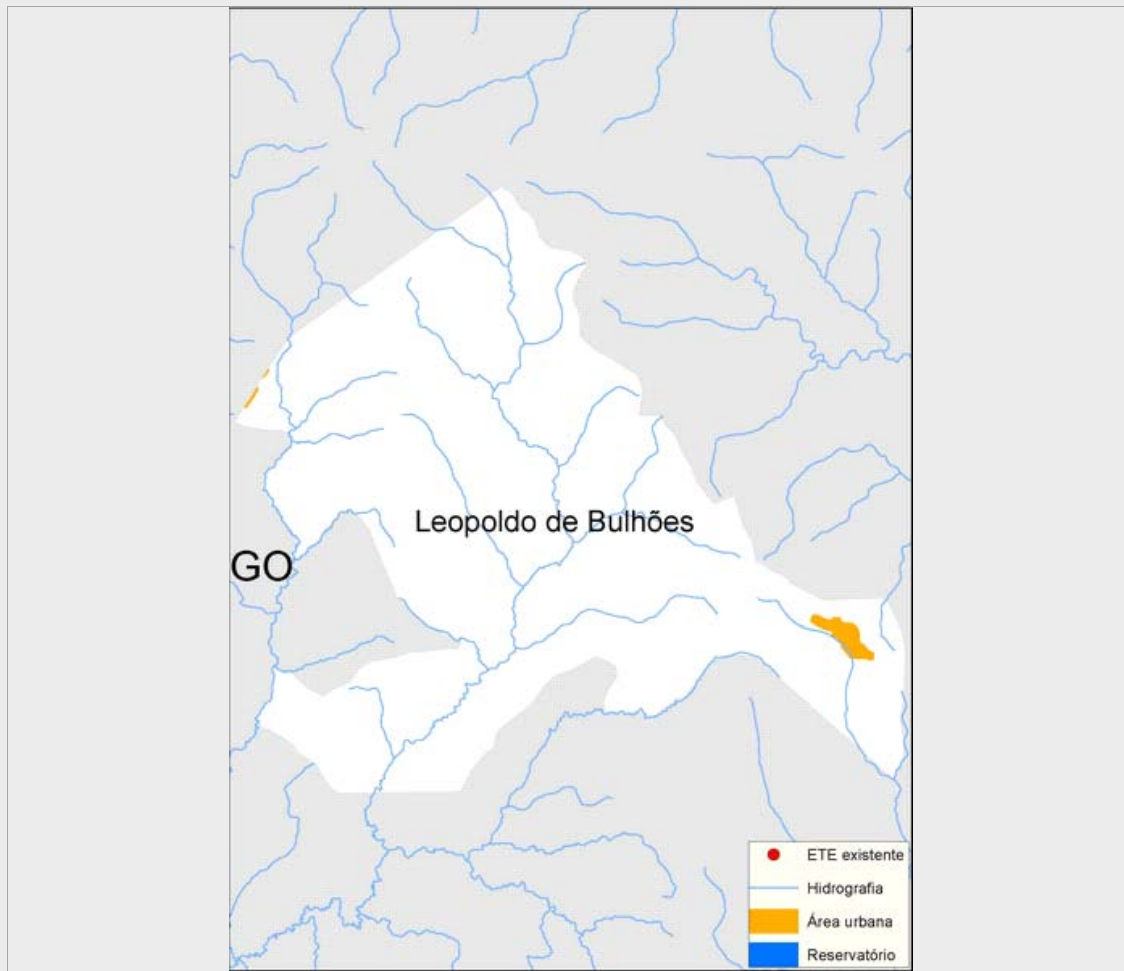 Leopoldo de Bulhões
GO
ETE existente
Hidrografia
Área urbana
Reservatório